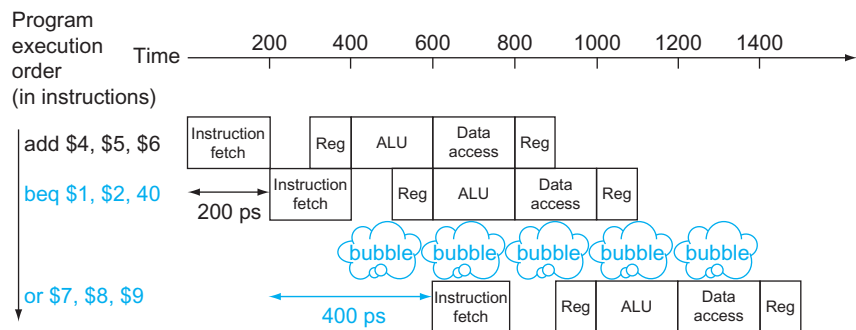 Program
execution
order
(in instructions)
Time
200 400 600 800 1000 1200 1400
add $4, $5, $6
Instruction
fetch
Reg
ALU
Data
access
Reg
beq $1, $2, 40
200 ps
Instruction
fetch
Reg
ALU
Data
access
Reg
bubble bubble bubble bubble bubble
or $7, $8, $9
400 ps
Instruction
fetch
Reg
ALU
Data
access
Reg